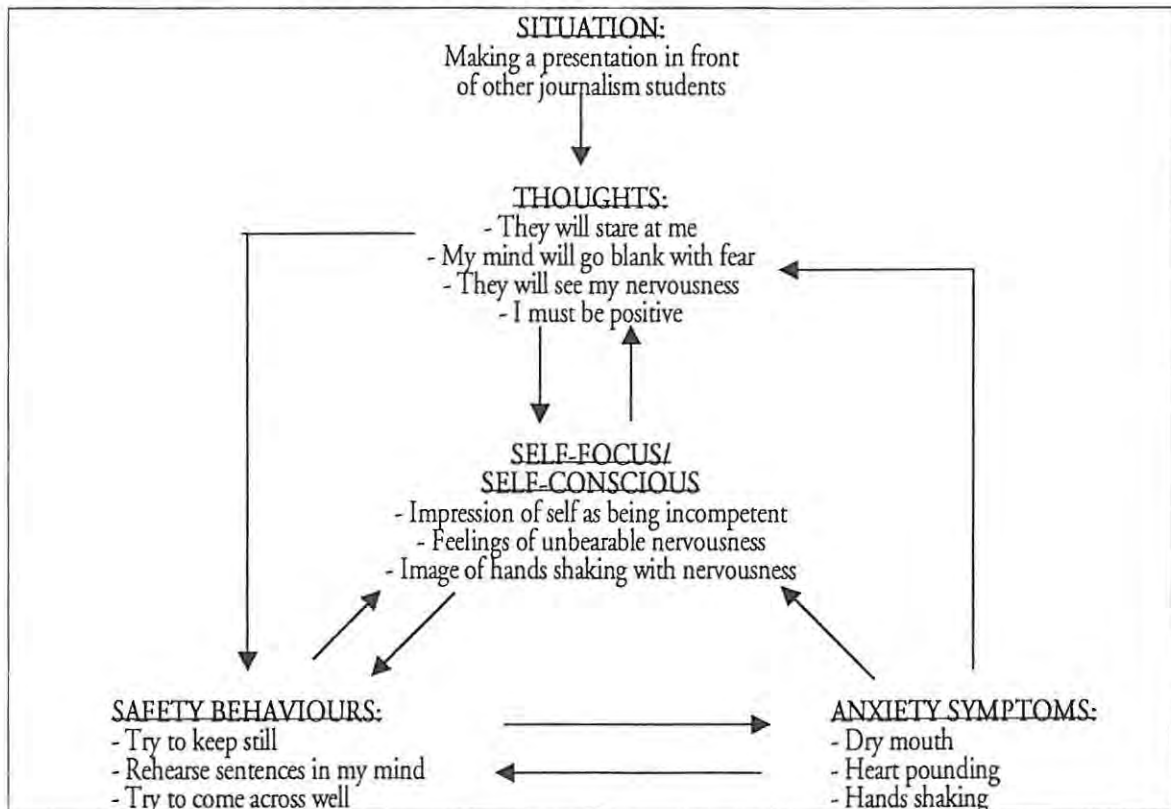 SITUATION:
Making a presentation in front
of other journalism students
THOUGHTS:
- They will stare at me
- My mind will go blank with fear
- They will see my nervousness
- I must be positive
SELF-FOCUS/
SELF-CONSCIOUS
- Impression of self as being incompetent
- Feelings of unbearable nervousness
- Image of hands shaking with nervousness
SAFETY BEHAVIOURS:
- Try to keep still
- Rehearse sentences in my mind
- Try to come across well
ANXIETY SYMPTOMS:
- Dry mouth
- Heart pounding
- Hands shaking